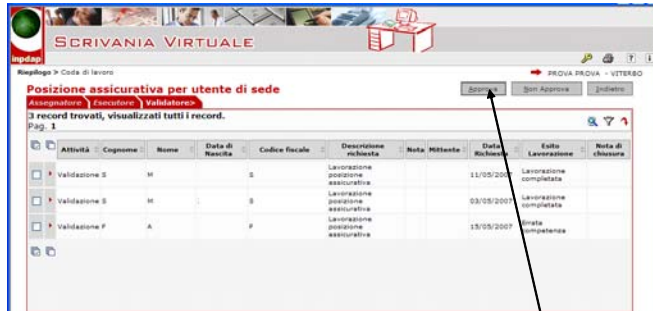 SCRIVANIA VIRTUALE
inpdap
Riepilogo > Coda di lavoro
PROVA PROVA - VITERBO
Posizione assicurativa per utente di sede
Approva Non Approva Indietro
Assegnatore Esecutore Validatore>
3 record trovati, visualizzati tutti i record.
Pag. 1
Attività Cognome Nome Data di Nascita Codice fiscale Descrizione richiesta Nota Mittente Data Richiesta Esito Lavorazione Nota di chiusura
Validazione S M S Lavorazione posizione assicurativa 11/05/2007 Lavorazione completata
Validazione S M S Lavorazione posizione assicurativa 03/05/2007 Lavorazione completata
Validazione F A F Lavorazione posizione assicurativa 15/05/2007 Errata competenza